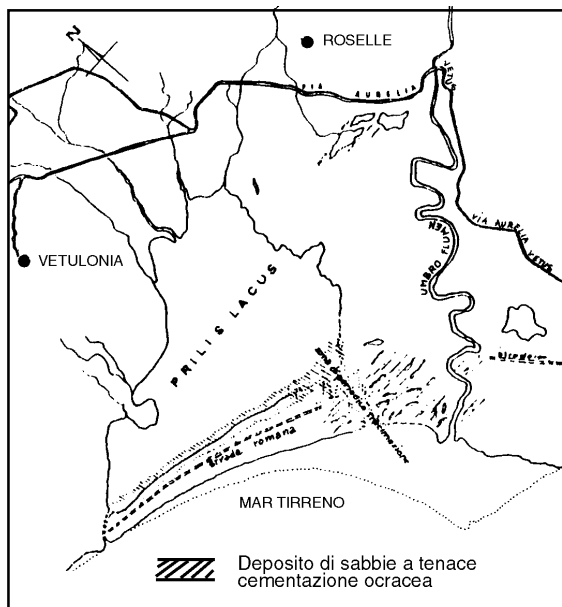 N
ROSELLE
VIA AURELIA
VETUS
VIA AURELIA VETUS
UMBRO FLUMEN
VETULONIA
PRILIS LACUS
strada romana
MAR TIRRENO
Deposito di sabbie a tenace
cementazione ocracea